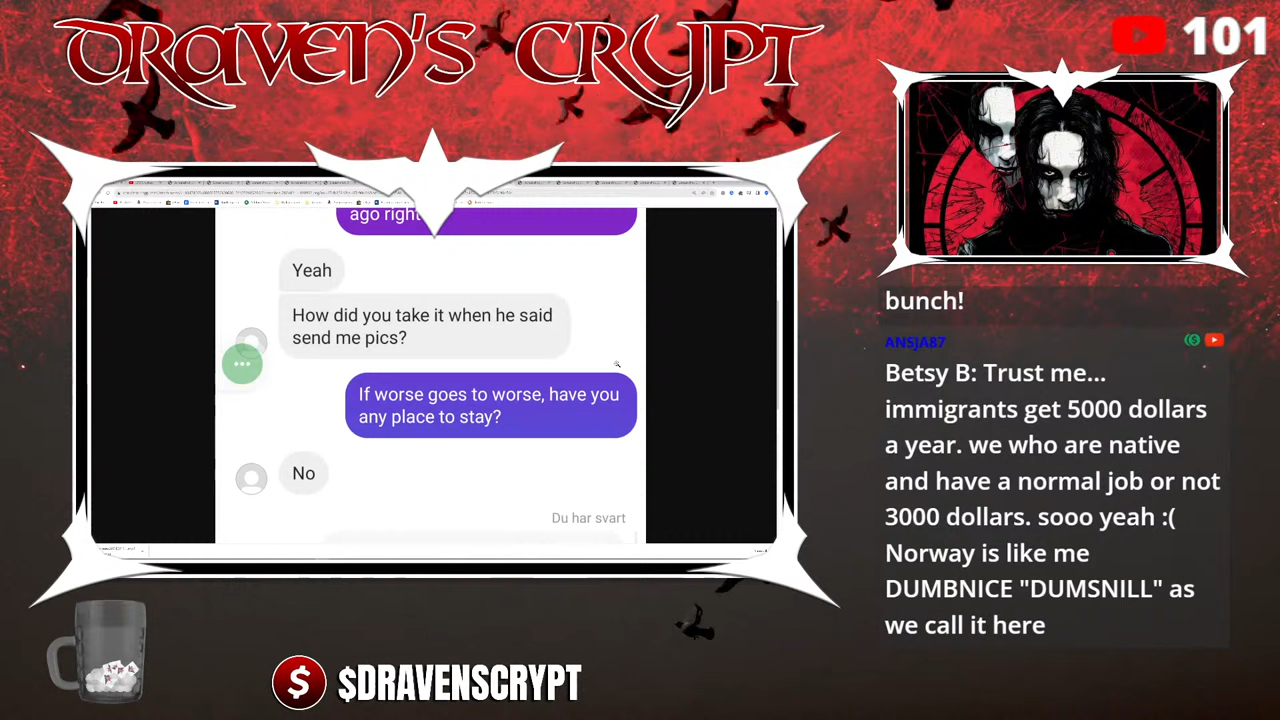 DRAVEN'S CRYPT
101
ago right
Yeah
How did you take it when he said
send me pics?
If worse goes to worse, have you
any place to stay?
No
Du har svart
bunch!
ANSJA87
Betsy B: Trust me...
immigrants get 5000 dollars
a year. we who are native
and have a normal job or not
3000 dollars. sooo yeah :(
Norway is like me
DUMBNICE "DUMSNILL" as
we call it here
$ $DRAVENSCRYPT